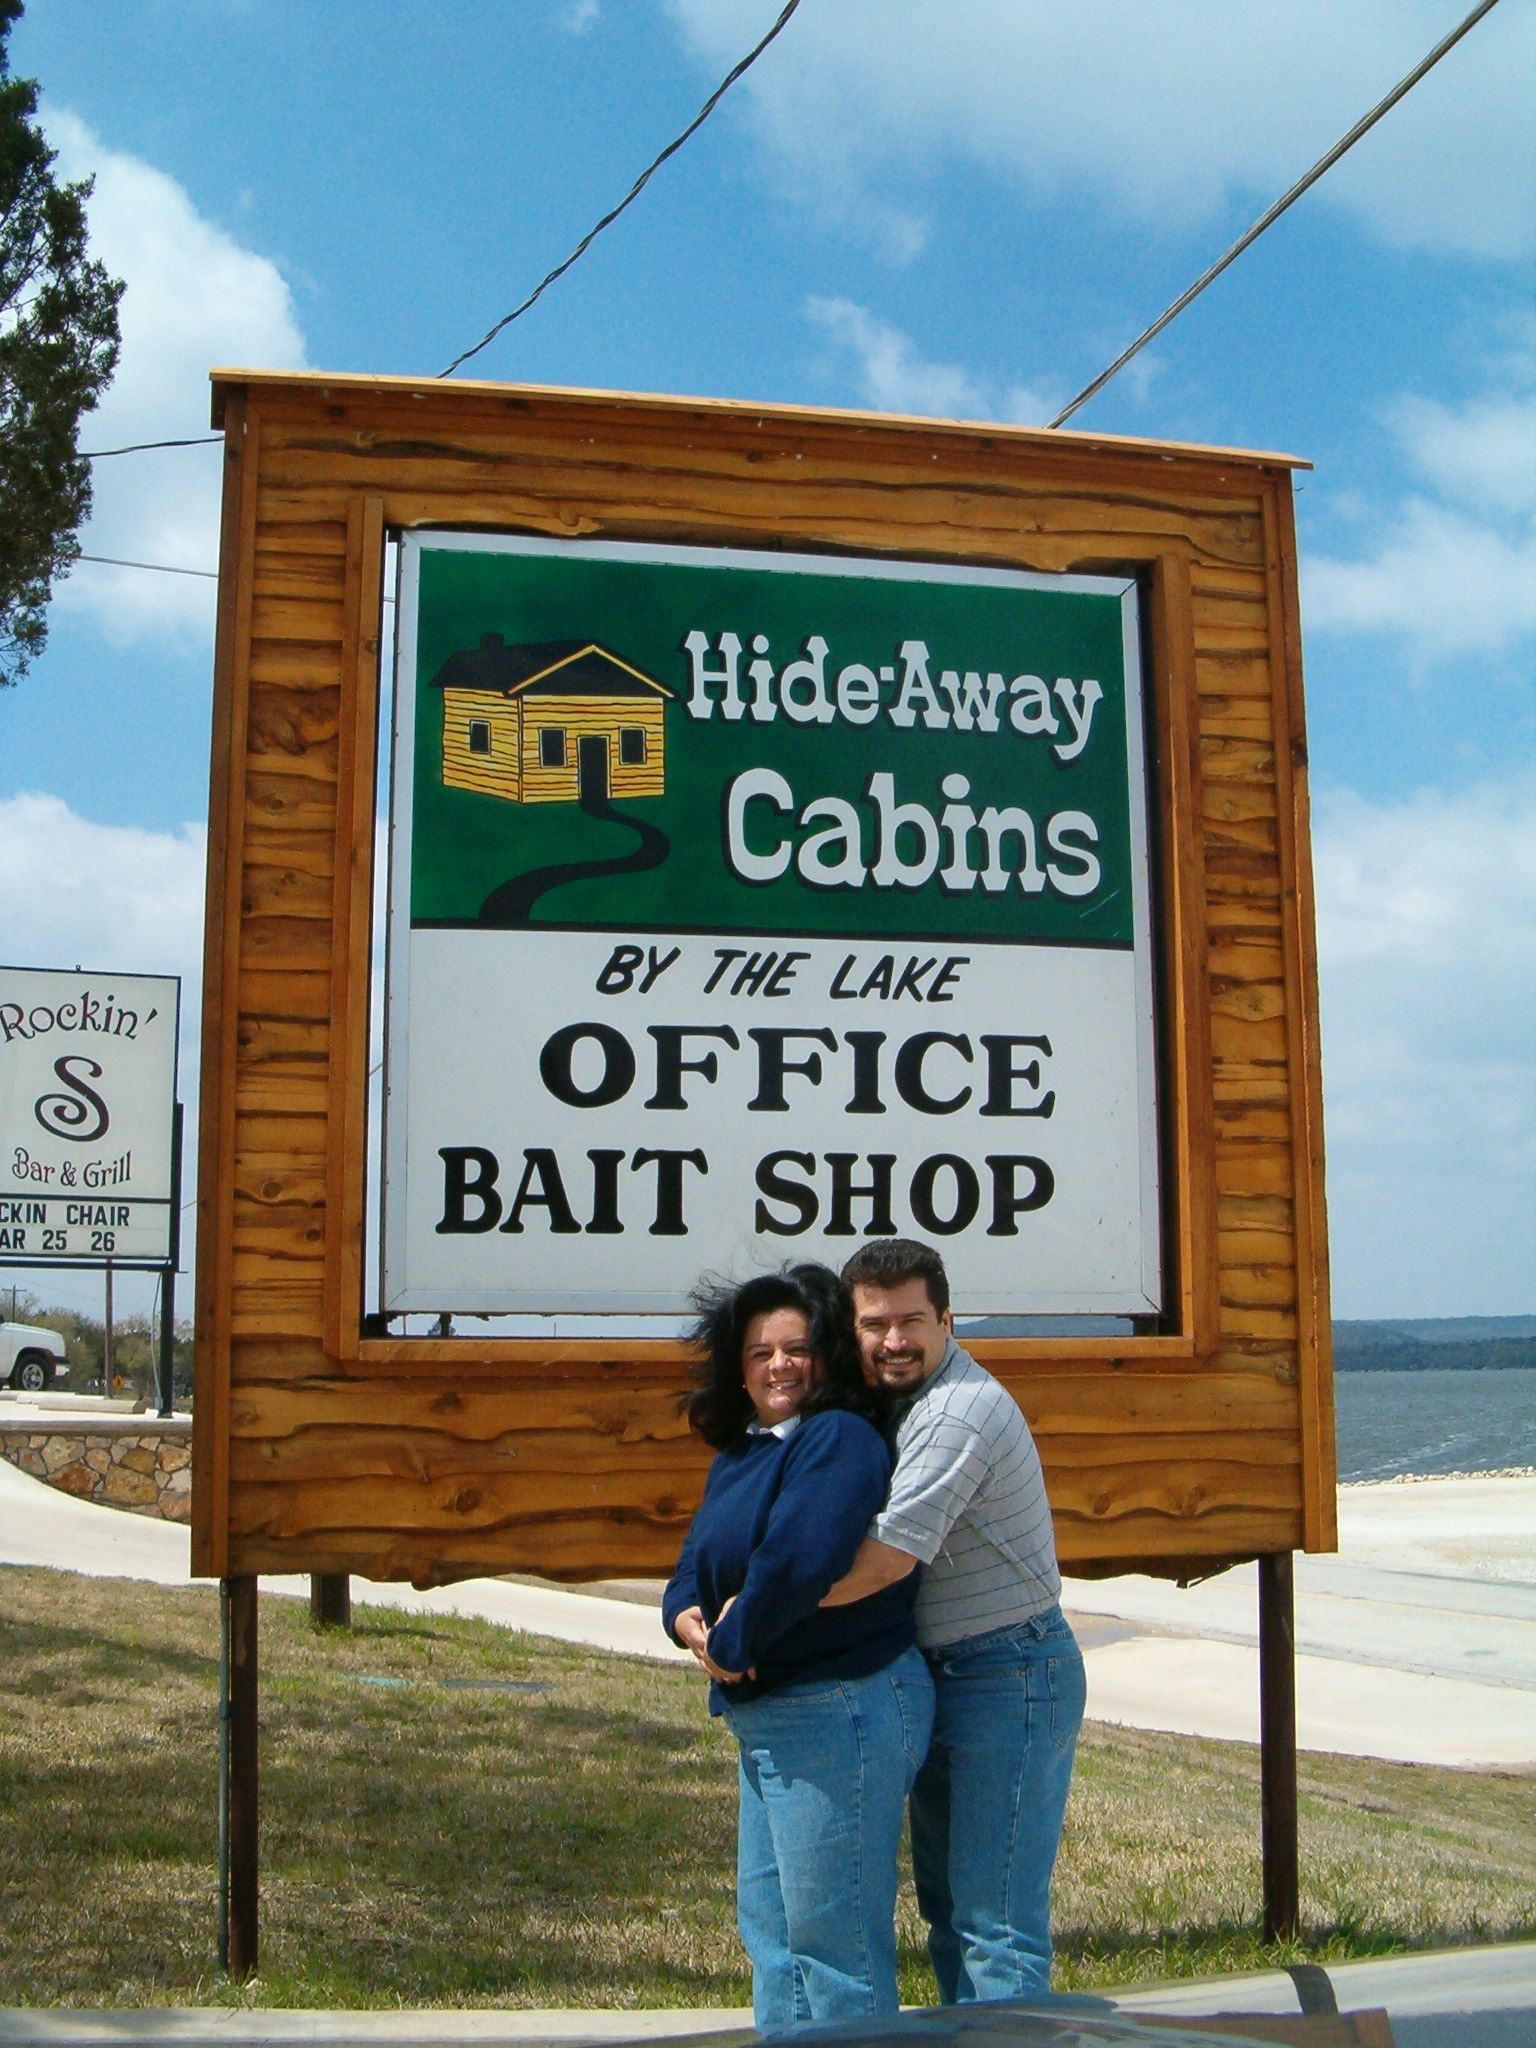 Hide-Away
Cabins
BY THE LAKE
OFFICE
BAIT SHOP
Rockin'
S
Bar & Grill
CKIN CHAIR
AR 25 26